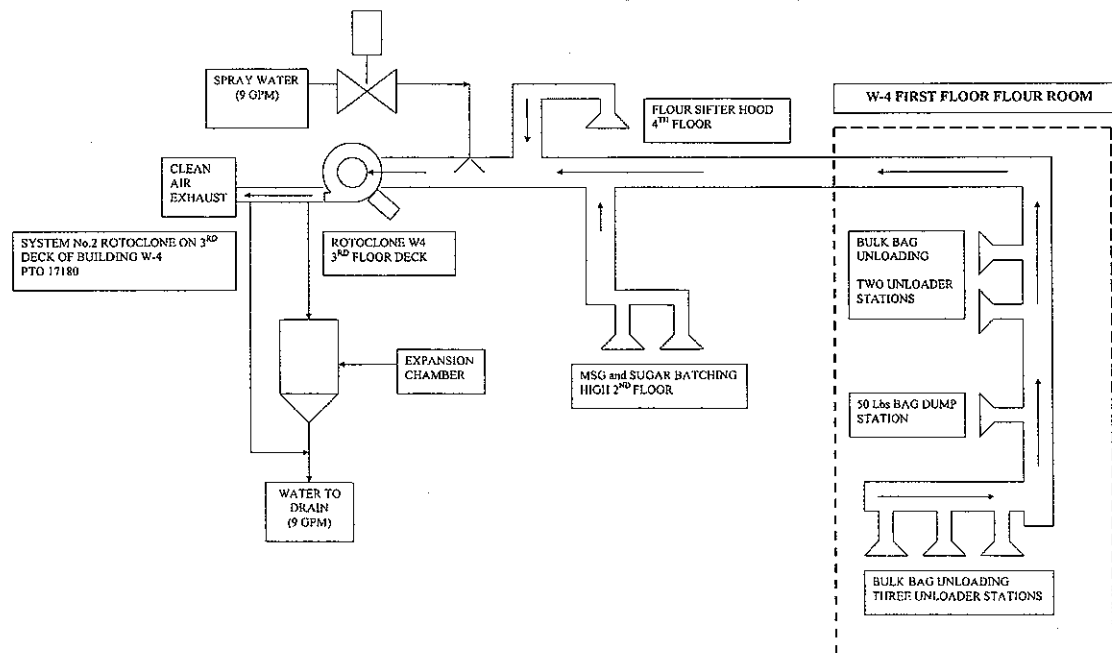 SPRAY WATER
(9 GPM)
FLOUR SIFTER HOOD
4TH FLOOR
W-4 FIRST FLOOR FLOUR ROOM
CLEAN
AIR
EXHAUST
SYSTEM No.2 ROTOCLONE ON 3RD
DECK OF BUILDING W-4
PTO 17180
ROTOCLONE W4
3RD FLOOR DECK
BULK BAG
UNLOADING
TWO UNLOADER
STATIONS
EXPANSION
CHAMBER
MSG and SUGAR BATCHING
HIGH 2ND FLOOR
50 Lbs BAG DUMP
STATION
WATER TO
DRAIN
(9 GPM)
BULK BAG UNLOADING
THREE UNLOADER STATIONS